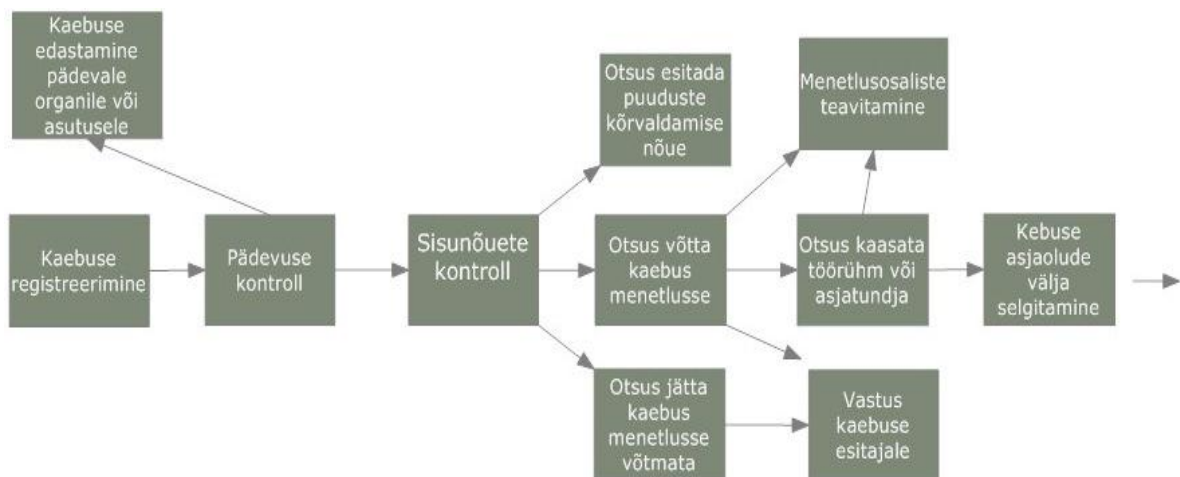 Kaebuse
edastamine
pädevale
organile või
asutusele
Otsus esitada
puuduste
kõrvaldamise
nõue
Menetlusosaliste
teavitamine
Kaebuse
registreerimine
Pädevuse
kontroll
Sisunõuete
kontroll
Otsus võtta
kaebus
menetlusse
Otsus kaasata
töörühm või
asjatundja
Kebuse
asjaolude
välja
selgitamine
Otsus jätta
kaebus
menetlusse
võtmata
Vastus
kaebuse
esitajale